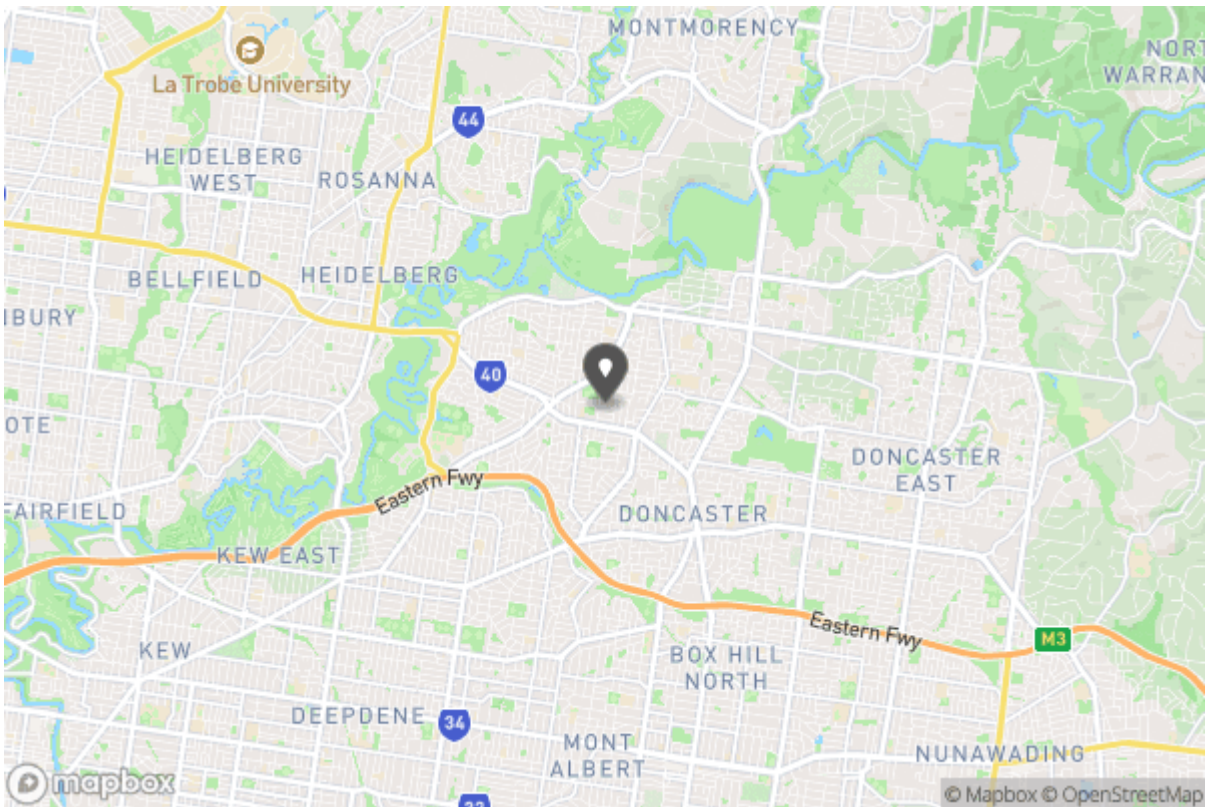 MONTMORENCY
NORT
WARRAN
La Trobe University
44
HEIDELBERG
WEST
ROSANNA
BELLFIELD
HEIDELBERG
IBURY
40
OTE
DONCASTER
EAST
Eastern Fwy
FAIRFIELD
DONCASTER
KEW EAST
Eastern Fwy
M3
KEW
BOX HILL
NORTH
DEEPDENE
34
MONT
ALBERT
NUNAWADING
mapbox
© Mapbox © OpenStreetMap